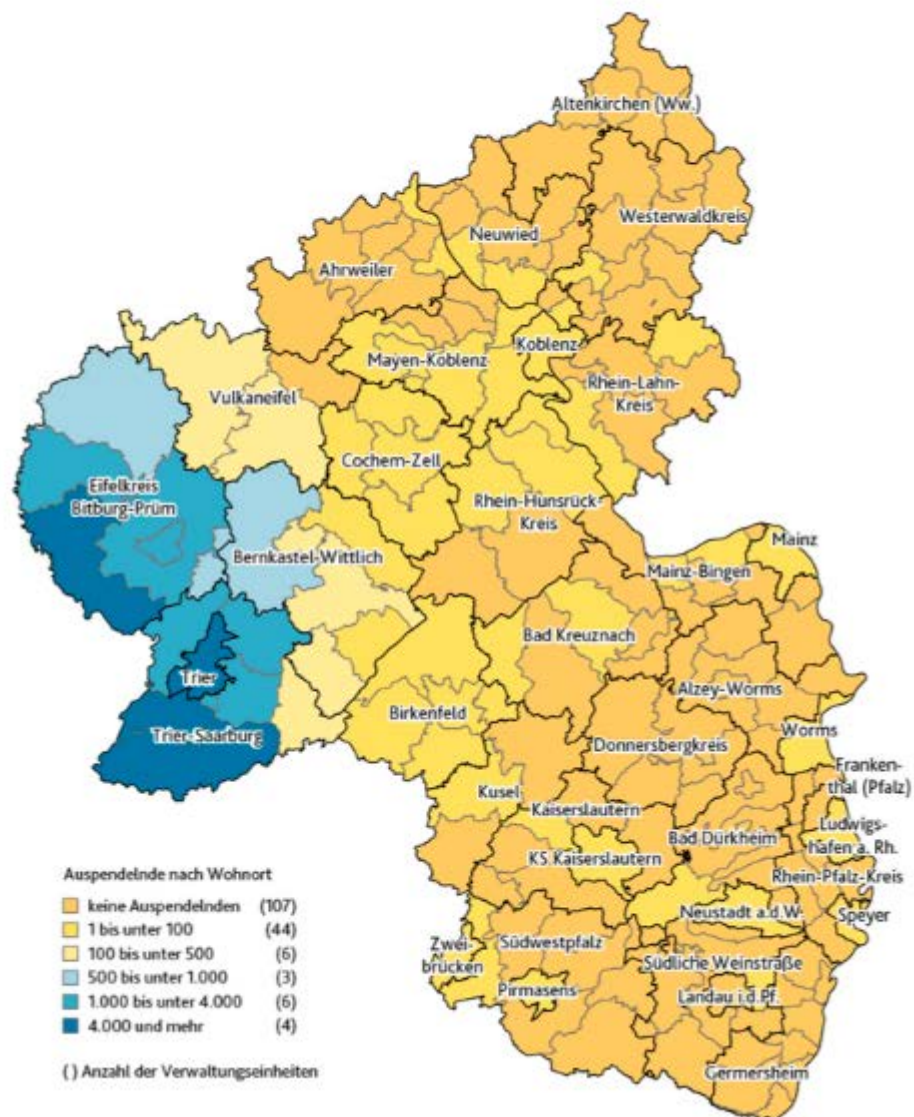 Altenkirchen (Ww.)
Neuwied
Westerwaldkreis
Ahrweiler
Koblenz
Mayen-Koblenz
Rhein-Lahn-
Kreis
Vulkaneifel
Cochem-Zell
Eifelkreis
Bitburg-Prüm
Rhein-Hunsrück-
Kreis
Bernkastel-Wittlich
Mainz
Mainz-Bingen
Bad Kreuznach
Trier
Alzey-Worms
Birkenfeld
Trier-Saarburg
Donnersbergkreis
Worms
Franken-
thal (Pfalz)
Kusel
Kaiserslautern
Ludwigs-
hafen a. Rh.
Bad Dürkheim
KS.Kaiserslautern
Rhein-Pfalz-Kreis
Neustadt a.d.W.
Speyer
Zwei-
brücken
Südwestpfalz
Südliche Weinstraße
Pirmasens
Landau i.d.Pf.
Germersheim
Auspendelnde nach Wohnort
keine Auspendelnden (107)
1 bis unter 100 (44)
100 bis unter 500 (6)
500 bis unter 1.000 (3)
1.000 bis unter 4.000 (6)
4.000 und mehr (4)
( ) Anzahl der Verwaltungseinheiten